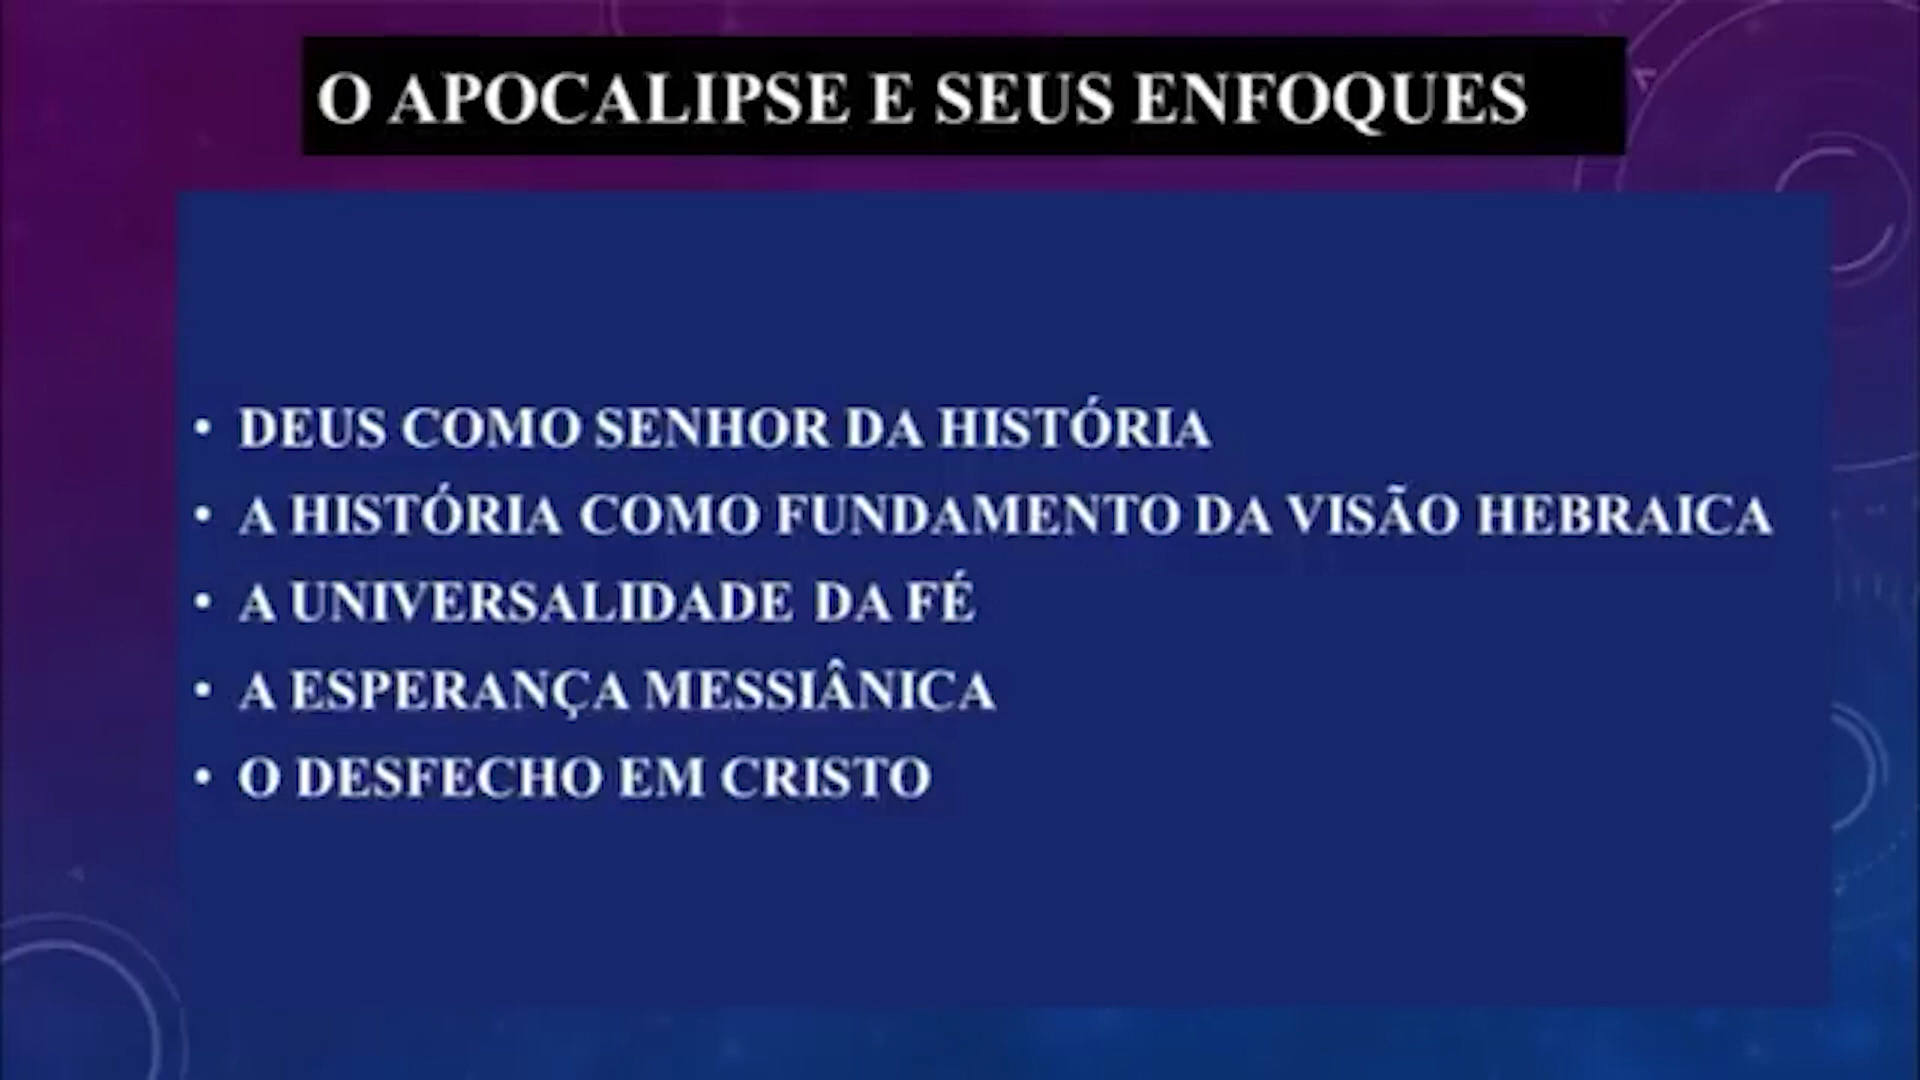 O APOCALIPSE E SEUS ENFOQUES
• DEUS COMO SENHOR DA HISTÓRIA
• A HISTÓRIA COMO FUNDAMENTO DA VISÃO HEBRAICA
• A UNIVERSALIDADE DA FÉ
• A ESPERANÇA MESSIÂNICA
• O DESFECHO EM CRISTO